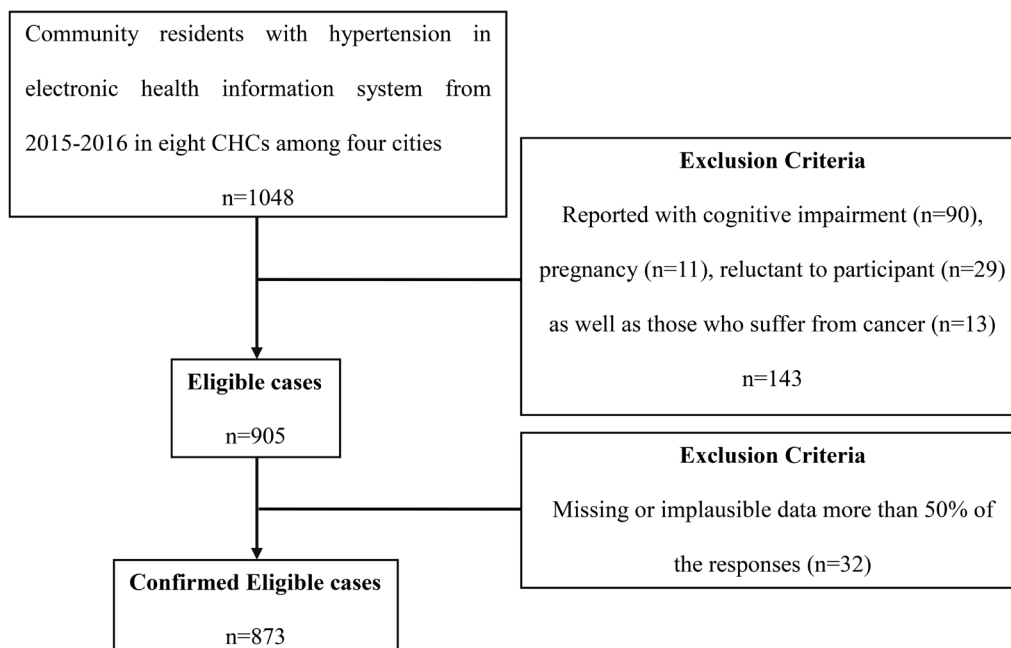 Community residents with hypertension in
electronic health information system from
2015-2016 in eight CHCs among four cities
n=1048
Exclusion Criteria
Reported with cognitive impairment (n=90),
pregnancy (n=11), reluctant to participant (n=29)
as well as those who suffer from cancer (n=13)
n=143
Eligible cases
n=905
Exclusion Criteria
Missing or implausible data more than 50% of
the responses (n=32)
Confirmed Eligible cases
n=873